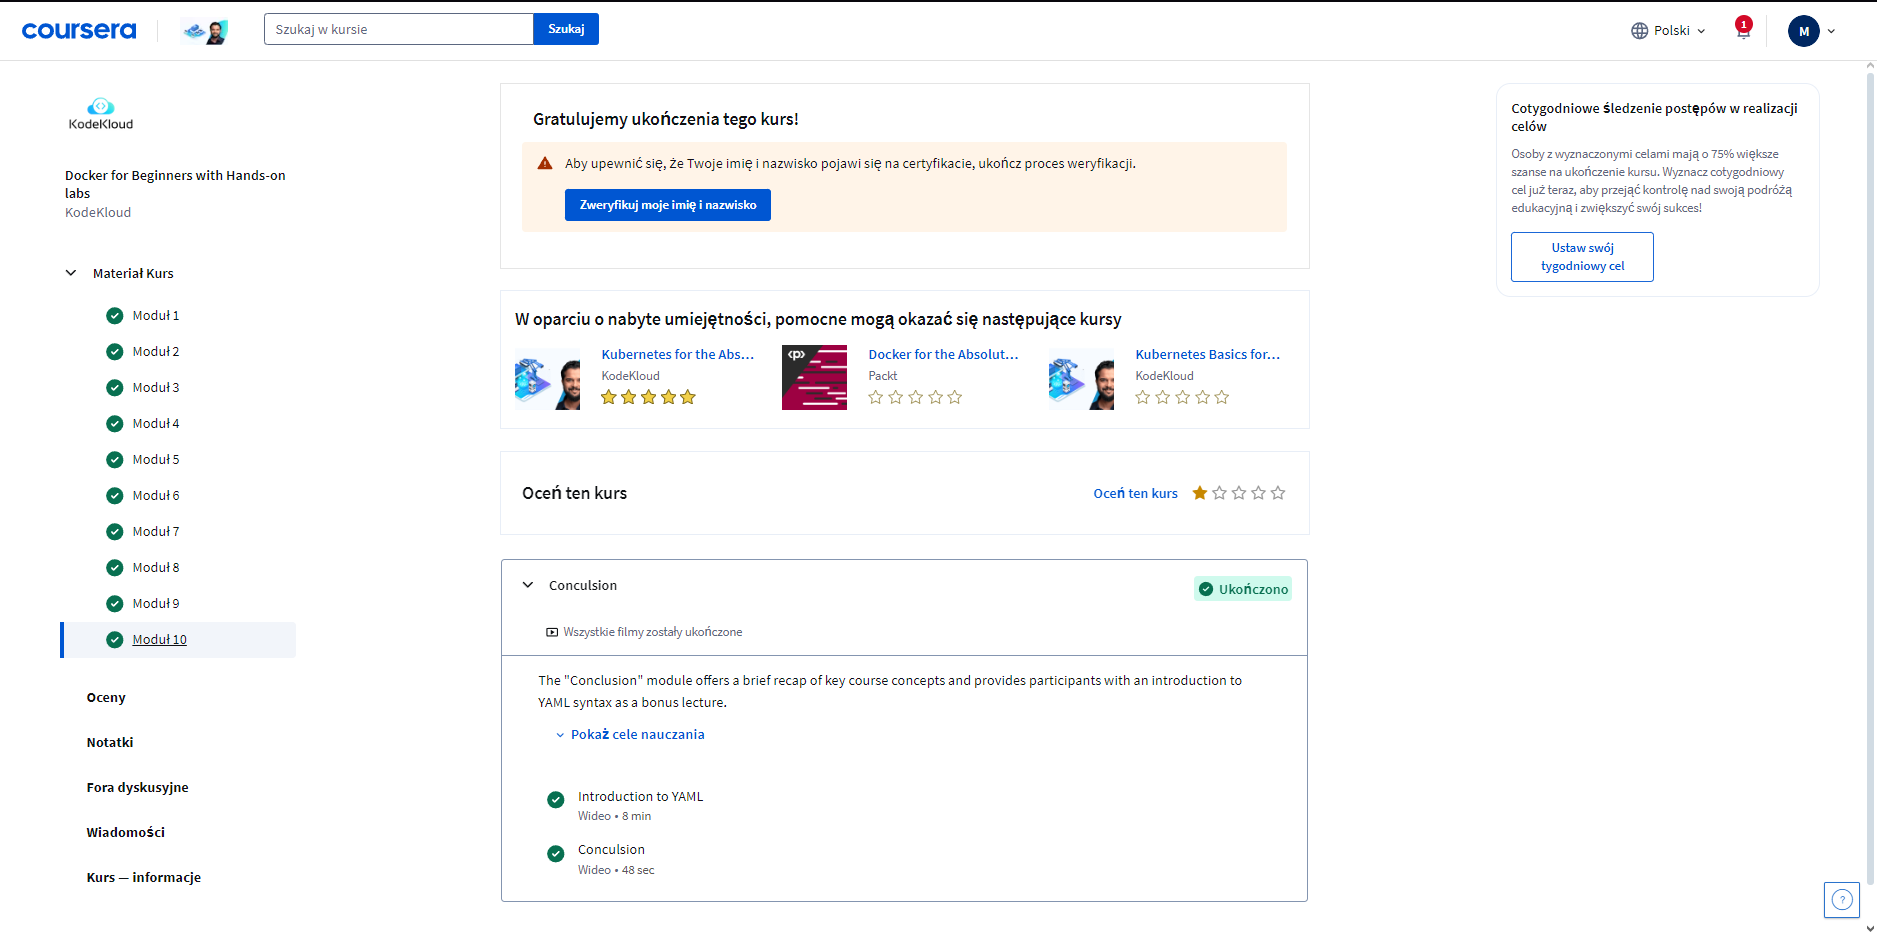 coursera
Szukaj w kursie
Szukaj
Polski
1
M
KodeKloud
Docker for Beginners with Hands-on
labs
KodeKloud
Materiał Kurs
Moduł 1
Moduł 2
Moduł 3
Moduł 4
Moduł 5
Moduł 6
Moduł 7
Moduł 8
Moduł 9
Moduł 10
Oceny
Notatki
Fora dyskusyjne
Wiadomości
Kurs — informacje
Gratulujemy ukończenia tego kurs!
Aby upewnić się, że Twoje imię i nazwisko pojawi się na certyfikacie, ukończ proces weryfikacji.
Zweryfikuj moje imię i nazwisko
W oparciu o nabyte umiejętności, pomocne mogą okazać się następujące kursy
Kubernetes for the Abs...
KodeKloud
<p>
Docker for the Absolut...
Packt
Kubernetes Basics for...
KodeKloud
Oceń ten kurs
Oceń ten kurs
Conculsion
Ukończono
Wszystkie filmy zostały ukończone
The "Conclusion" module offers a brief recap of key course concepts and provides participants with an introduction to
YAML syntax as a bonus lecture.
Pokaż cele nauczania
Introduction to YAML
Wideo • 8 min
Conculsion
Wideo • 48 sec
Cotygodniowe śledzenie postępów w realizacji
celów
Osoby z wyznaczonymi celami mają o 75% większe
szanse na ukończenie kursu. Wyznacz cotygodniowy
cel już teraz, aby przejąć kontrolę nad swoją podróżą
edukacyjną i zwiększyć swój sukces!
Ustaw swój
tygodniowy cel
?